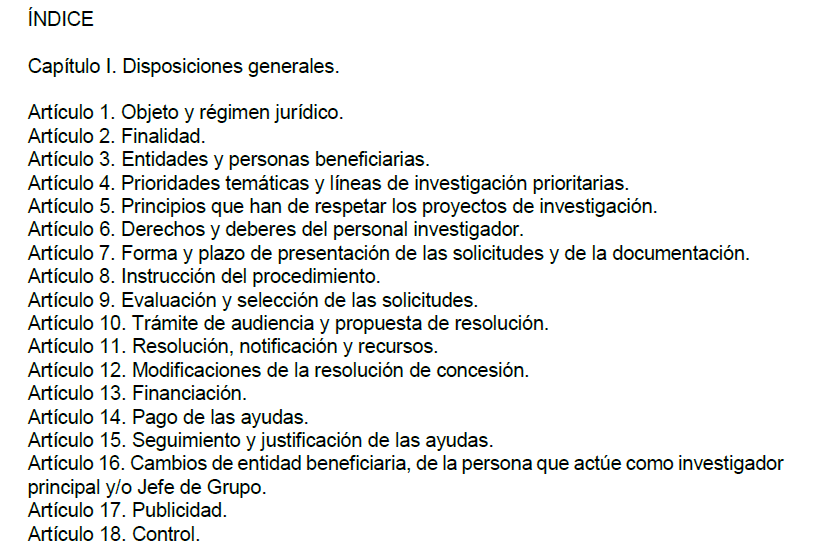 ÍNDICE
Capítulo I. Disposiciones generales.
Artículo 1. Objeto y régimen jurídico.
Artículo 2. Finalidad.
Artículo 3. Entidades y personas beneficiarias.
Artículo 4. Prioridades temáticas y líneas de investigación prioritarias.
Artículo 5. Principios que han de respetar los proyectos de investigación.
Artículo 6. Derechos y deberes del personal investigador.
Artículo 7. Forma y plazo de presentación de las solicitudes y de la documentación.
Artículo 8. Instrucción del procedimiento.
Artículo 9. Evaluación y selección de las solicitudes.
Artículo 10. Trámite de audiencia y propuesta de resolución.
Artículo 11. Resolución, notificación y recursos.
Artículo 12. Modificaciones de la resolución de concesión.
Artículo 13. Financiación.
Artículo 14. Pago de las ayudas.
Artículo 15. Seguimiento y justificación de las ayudas.
Artículo 16. Cambios de entidad beneficiaria, de la persona que actúe como investigador
principal y/o Jefe de Grupo.
Artículo 17. Publicidad.
Artículo 18. Control.